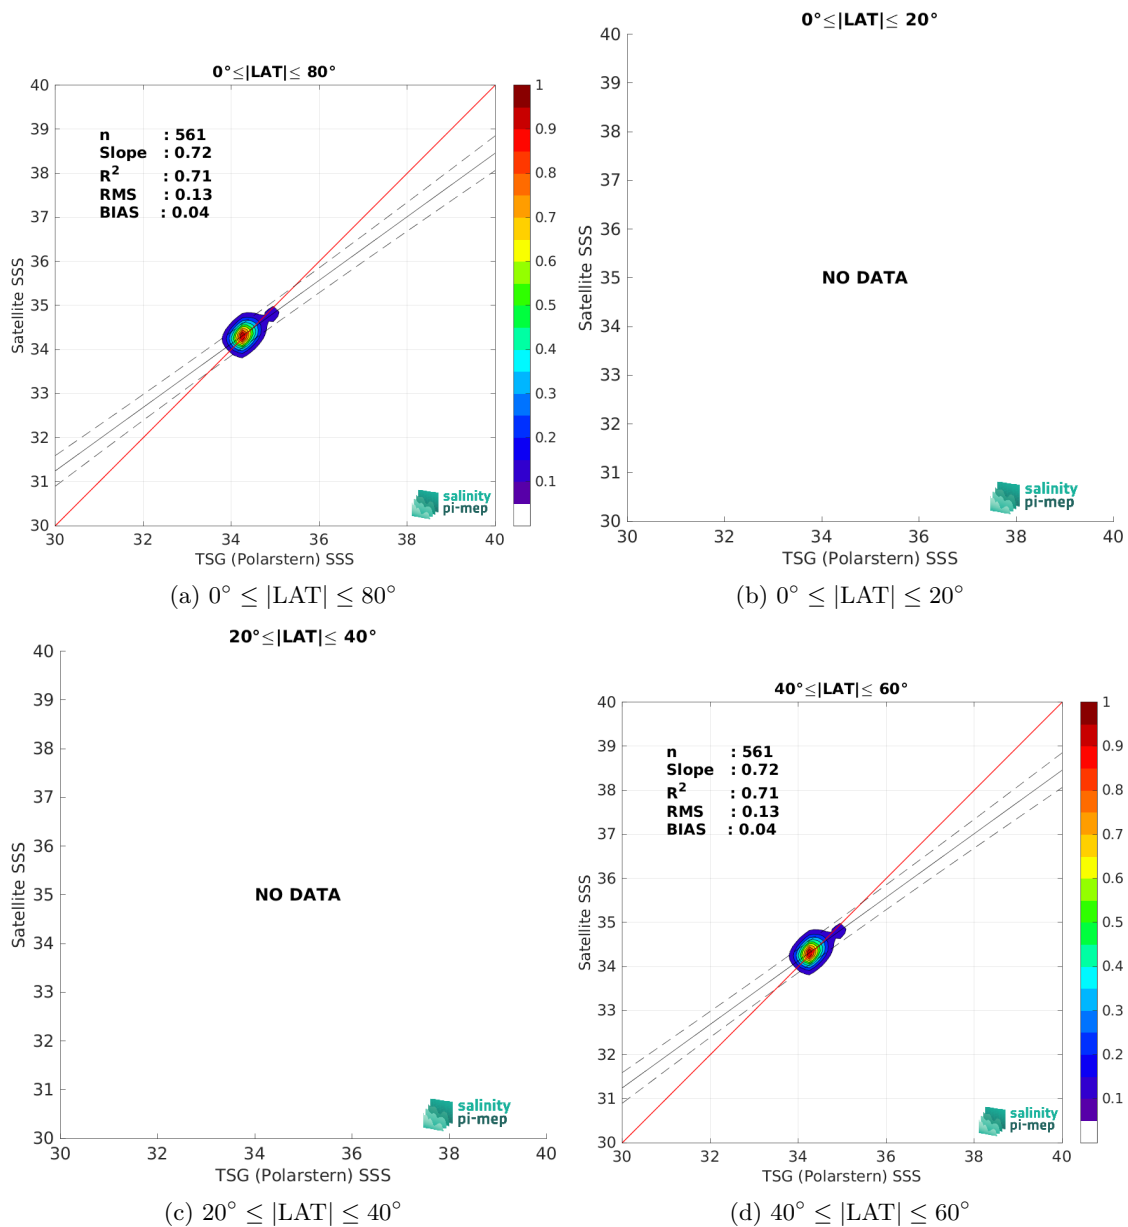 0°≤|LAT|≤ 80°
40
39
38
37
36
35
34
33
32
31
30
Satellite SSS
n : 561
Slope : 0.72
R² : 0.71
RMS : 0.13
BIAS : 0.04
salinity
pi-mep
30 32 34 36 38 40
TSG (Polarstern) SSS
1
0.9
0.8
0.7
0.6
0.5
0.4
0.3
0.2
0.1
(a) 0° ≤ |LAT| ≤ 80°
0°≤|LAT|≤ 20°
40
39
38
37
36
35
34
33
32
31
30
Satellite SSS
NO DATA
salinity
pi-mep
30 32 34 36 38 40
TSG (Polarstern) SSS
(b) 0° ≤ |LAT| ≤ 20°
20°≤|LAT|≤ 40°
40
39
38
37
36
35
34
33
32
31
30
Satellite SSS
NO DATA
salinity
pi-mep
30 32 34 36 38 40
TSG (Polarstern) SSS
(c) 20° ≤ |LAT| ≤ 40°
40°≤|LAT|≤ 60°
40
39
38
37
36
35
34
33
32
31
30
Satellite SSS
n : 561
Slope : 0.72
R² : 0.71
RMS : 0.13
BIAS : 0.04
salinity
pi-mep
30 32 34 36 38 40
TSG (Polarstern) SSS
1
0.9
0.8
0.7
0.6
0.5
0.4
0.3
0.2
0.1
(d) 40° ≤ |LAT| ≤ 60°